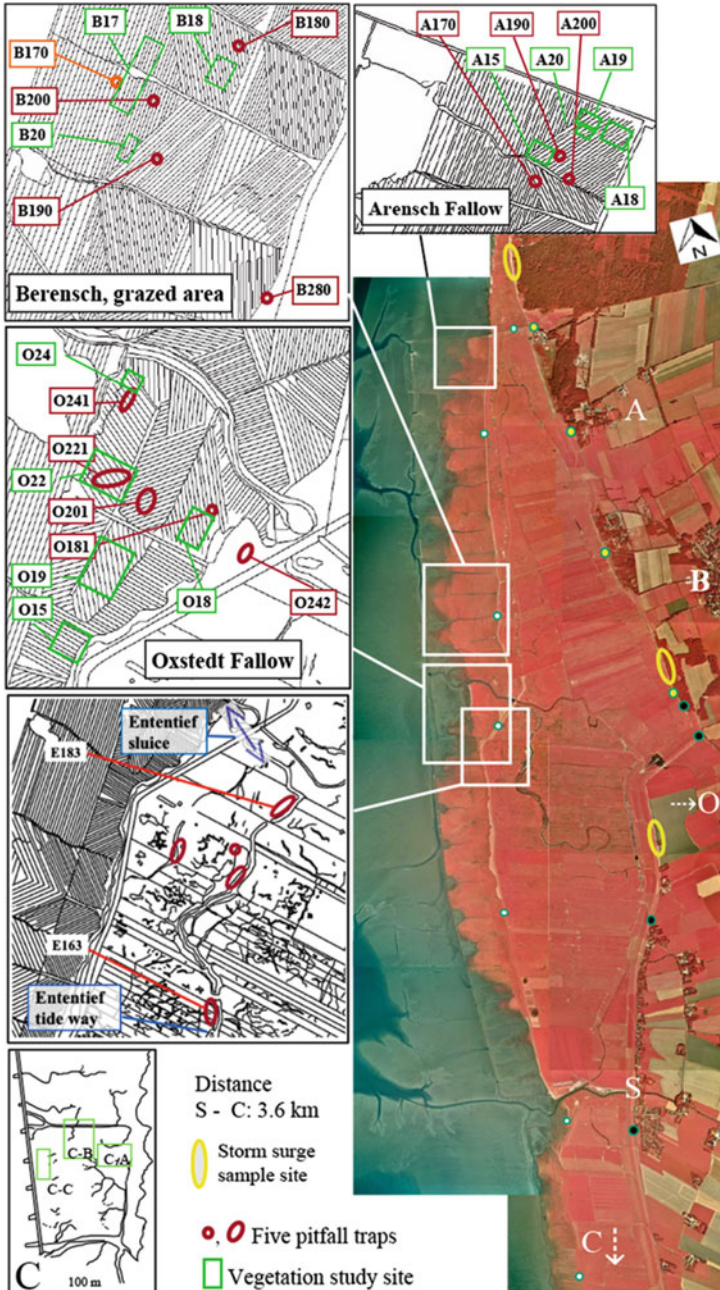 B18
B180
B17
B170
B200
B20
B190
Berensch, grazed area
B280
A190
A200
A170
A15
A20
A19
A18
Arensch Fallow
N
O24
O241
O221
O22
O201
O181
O19
O18
O242
O15
Oxstedt Fallow
Ententief
sluice
E183
E163
Ententief
tide way
A
B
O
S
C
C-B
C-A
C-C
C
100 m
Distance
S - C: 3.6 km
Storm surge
sample site
, Five pitfall traps
Vegetation study site